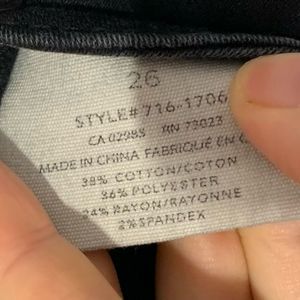 26
STYLE# 716-1706
CA 02988 RN 73023
MADE IN CHINA FABRIQUÉ EN
38% COTTON/COTON
36% POLYESTER
24% RAYON/RAYONNE
2% SPANDEX